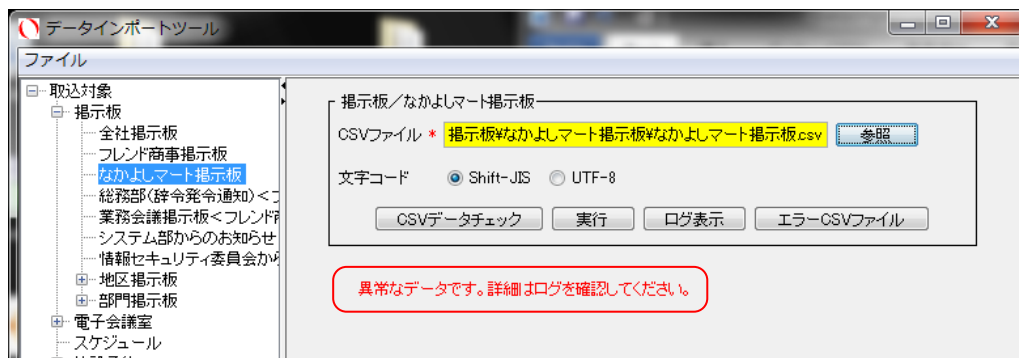 データインポートツール
ファイル
取込対象
掲示板
全社掲示板
フレンド商事掲示板
なかよしマート掲示板
総務部(辞令発令通知)<
業務会議掲示板<フレンド
システム部からのお知らせ
情報セキュリティ委員会か
地区掲示板
部門掲示板
電子会議室
スケジュール
掲示板／なかよしマート掲示板
CSVファイル * 掲示板¥なかよしマート掲示板¥なかよしマート掲示板.csv 参照
文字コード Shift-JIS UTF-8
CSVデータチェック 実行 ログ表示 エラーCSVファイル
異常なデータです。詳細はログを確認してください。